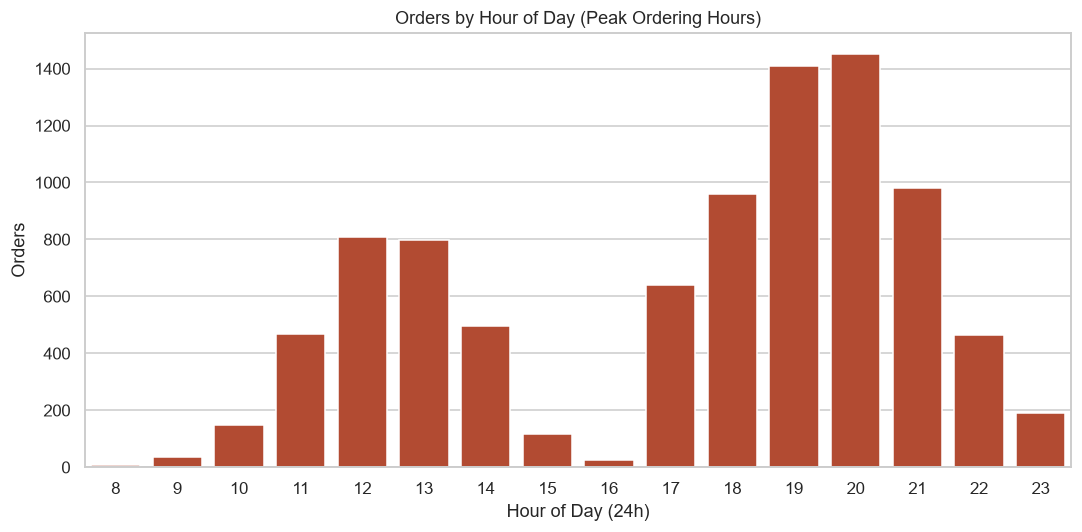 Orders by Hour of Day (Peak Ordering Hours)
1400
1200
1000
800
600
400
200
0
Orders
8 9 10 11 12 13 14 15 16 17 18 19 20 21 22 23
Hour of Day (24h)